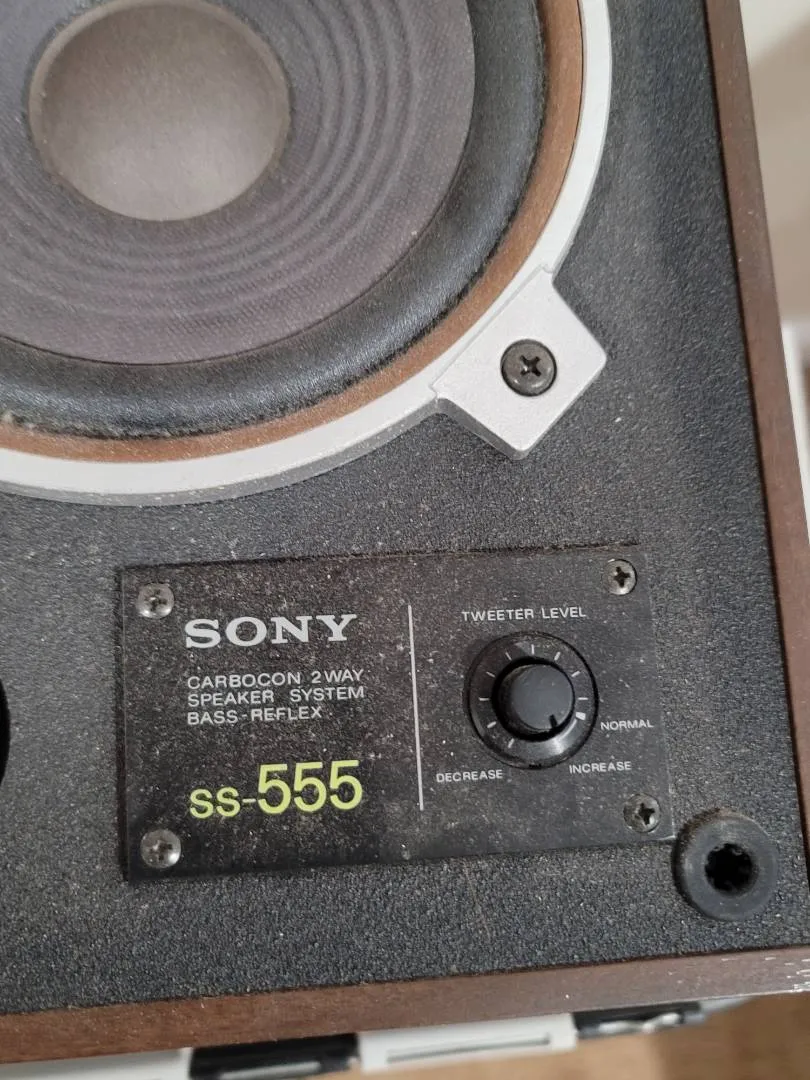 SONY
CARBOCON 2WAY
SPEAKER SYSTEM
BASS-REFLEX
SS-555
TWEETER LEVEL
NORMAL
DECREASE
INCREASE